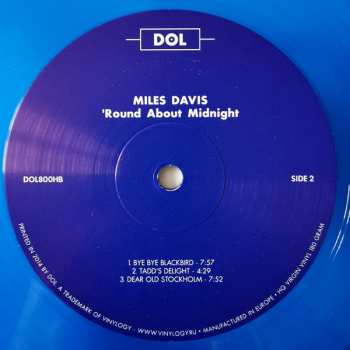 DOL
MILES DAVIS
'Round About Midnight
DOL800HB
SIDE 2
1 BYE BYE BLACKBIRD - 7:57
2. TADD'S DELIGHT - 4:29
3. DEAR OLD STOCKHOLM - 7:52
PRINTED IN 2014 BY DOL. A TRADEMARK OF VINYLOGY - WWW.VINYLOGY.RU • MANUFACTURED IN EUROPE • HQ VIRGIN VINYL 180 GRAM